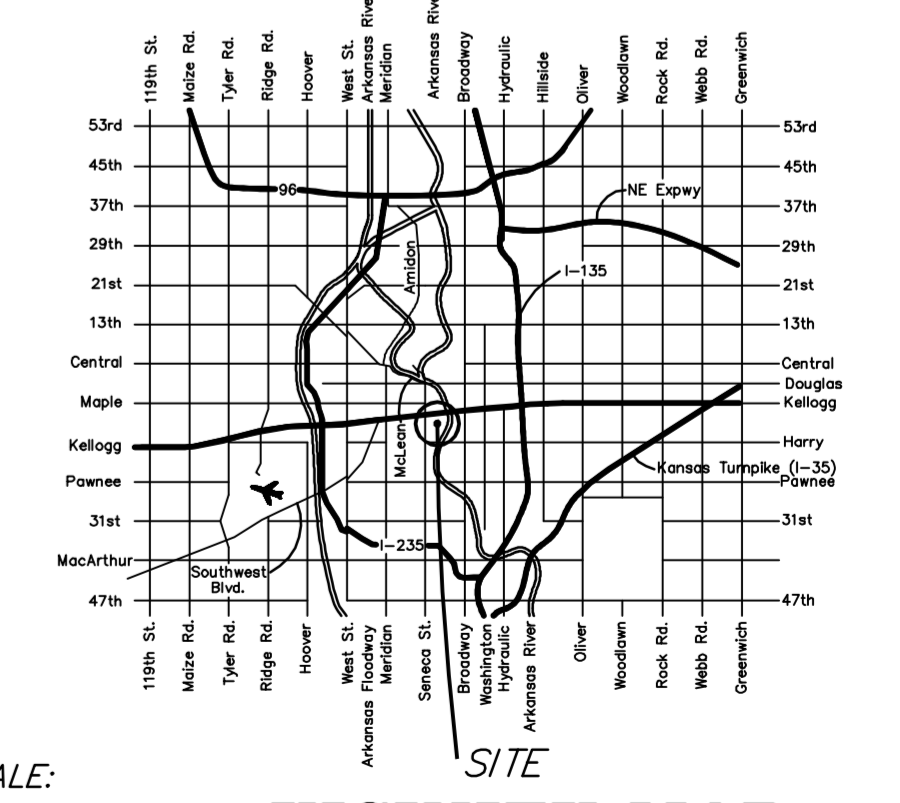 119th St.
Maize Rd.
Tyler Rd.
Ridge Rd.
Hoover
West St.
Arkansas River
Meridian
Arkansas River
Broadway
Hydraulic
Hillside
Oliver
Woodlawn
Rock Rd.
Webb Rd.
Greenwich
53rd
53rd
45th
45th
96
NE Expwy
37th
37th
29th
29th
Amidon
I-135
21st
21st
13th
13th
Central
Central
Douglas
Maple
Kellogg
Kellogg
McLean
Harry
Kansas Turnpike (I-35)
Pawnee
Pawnee
31st
31st
I-235
MacArthur
Southwest
Blvd.
47th
47th
119th St.
Maize Rd.
Tyler Rd.
Ridge Rd.
Hoover
West St.
Arkansas Floodway
Meridian
Seneca St.
Broadway
Washington
Hydraulic
Arkansas River
Oliver
Woodlawn
Rock Rd.
Webb Rd.
Greenwich
SITE
ALE: